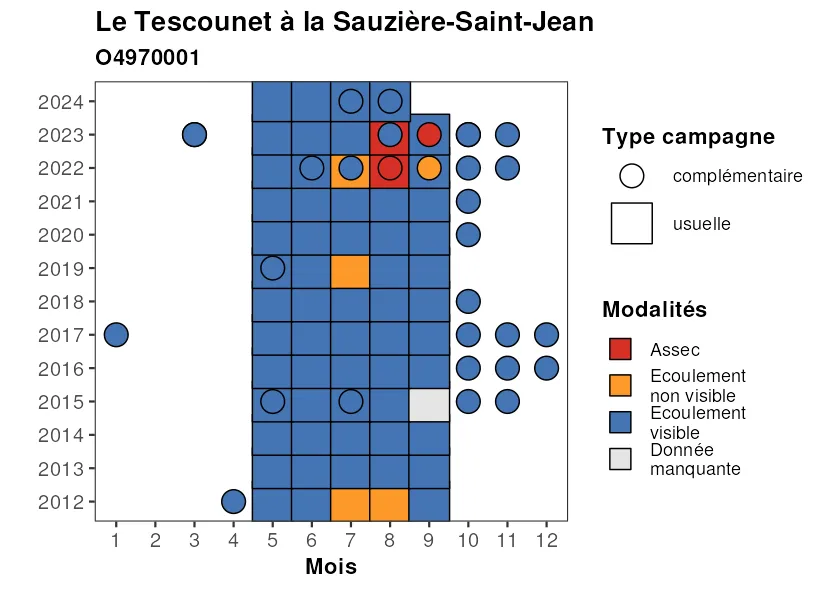 Le Tescounet à la Sauzière-Saint-Jean
O4970001
2024
2023
2022
2021
2020
2019
2018
2017
2016
2015
2014
2013
2012
1 2 3 4 5 6 7 8 9 10 11 12
Mois
Type campagne
complémentaire
usuelle
Modalités
Assec
Ecoulement
non visible
Ecoulement
visible
Donnée
manquante